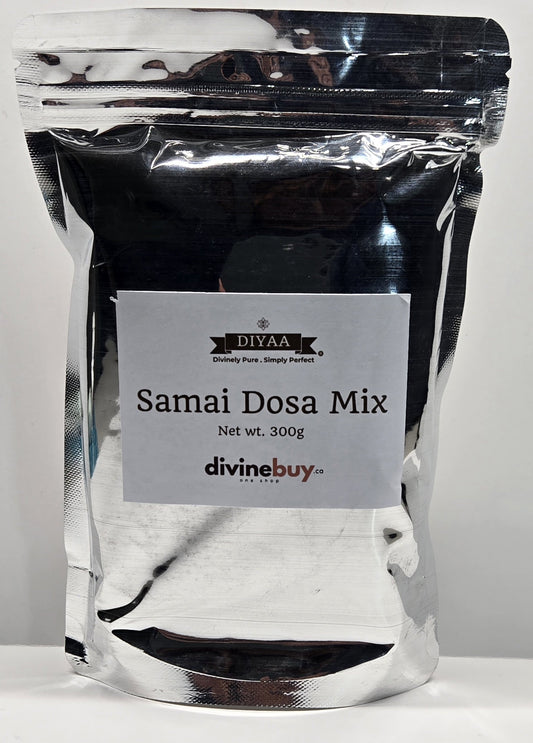 DIYAA
Divinely Pure . Simply Perfect
Samai Dosa Mix
Net wt. 300g
divinebuy.ca
one shop